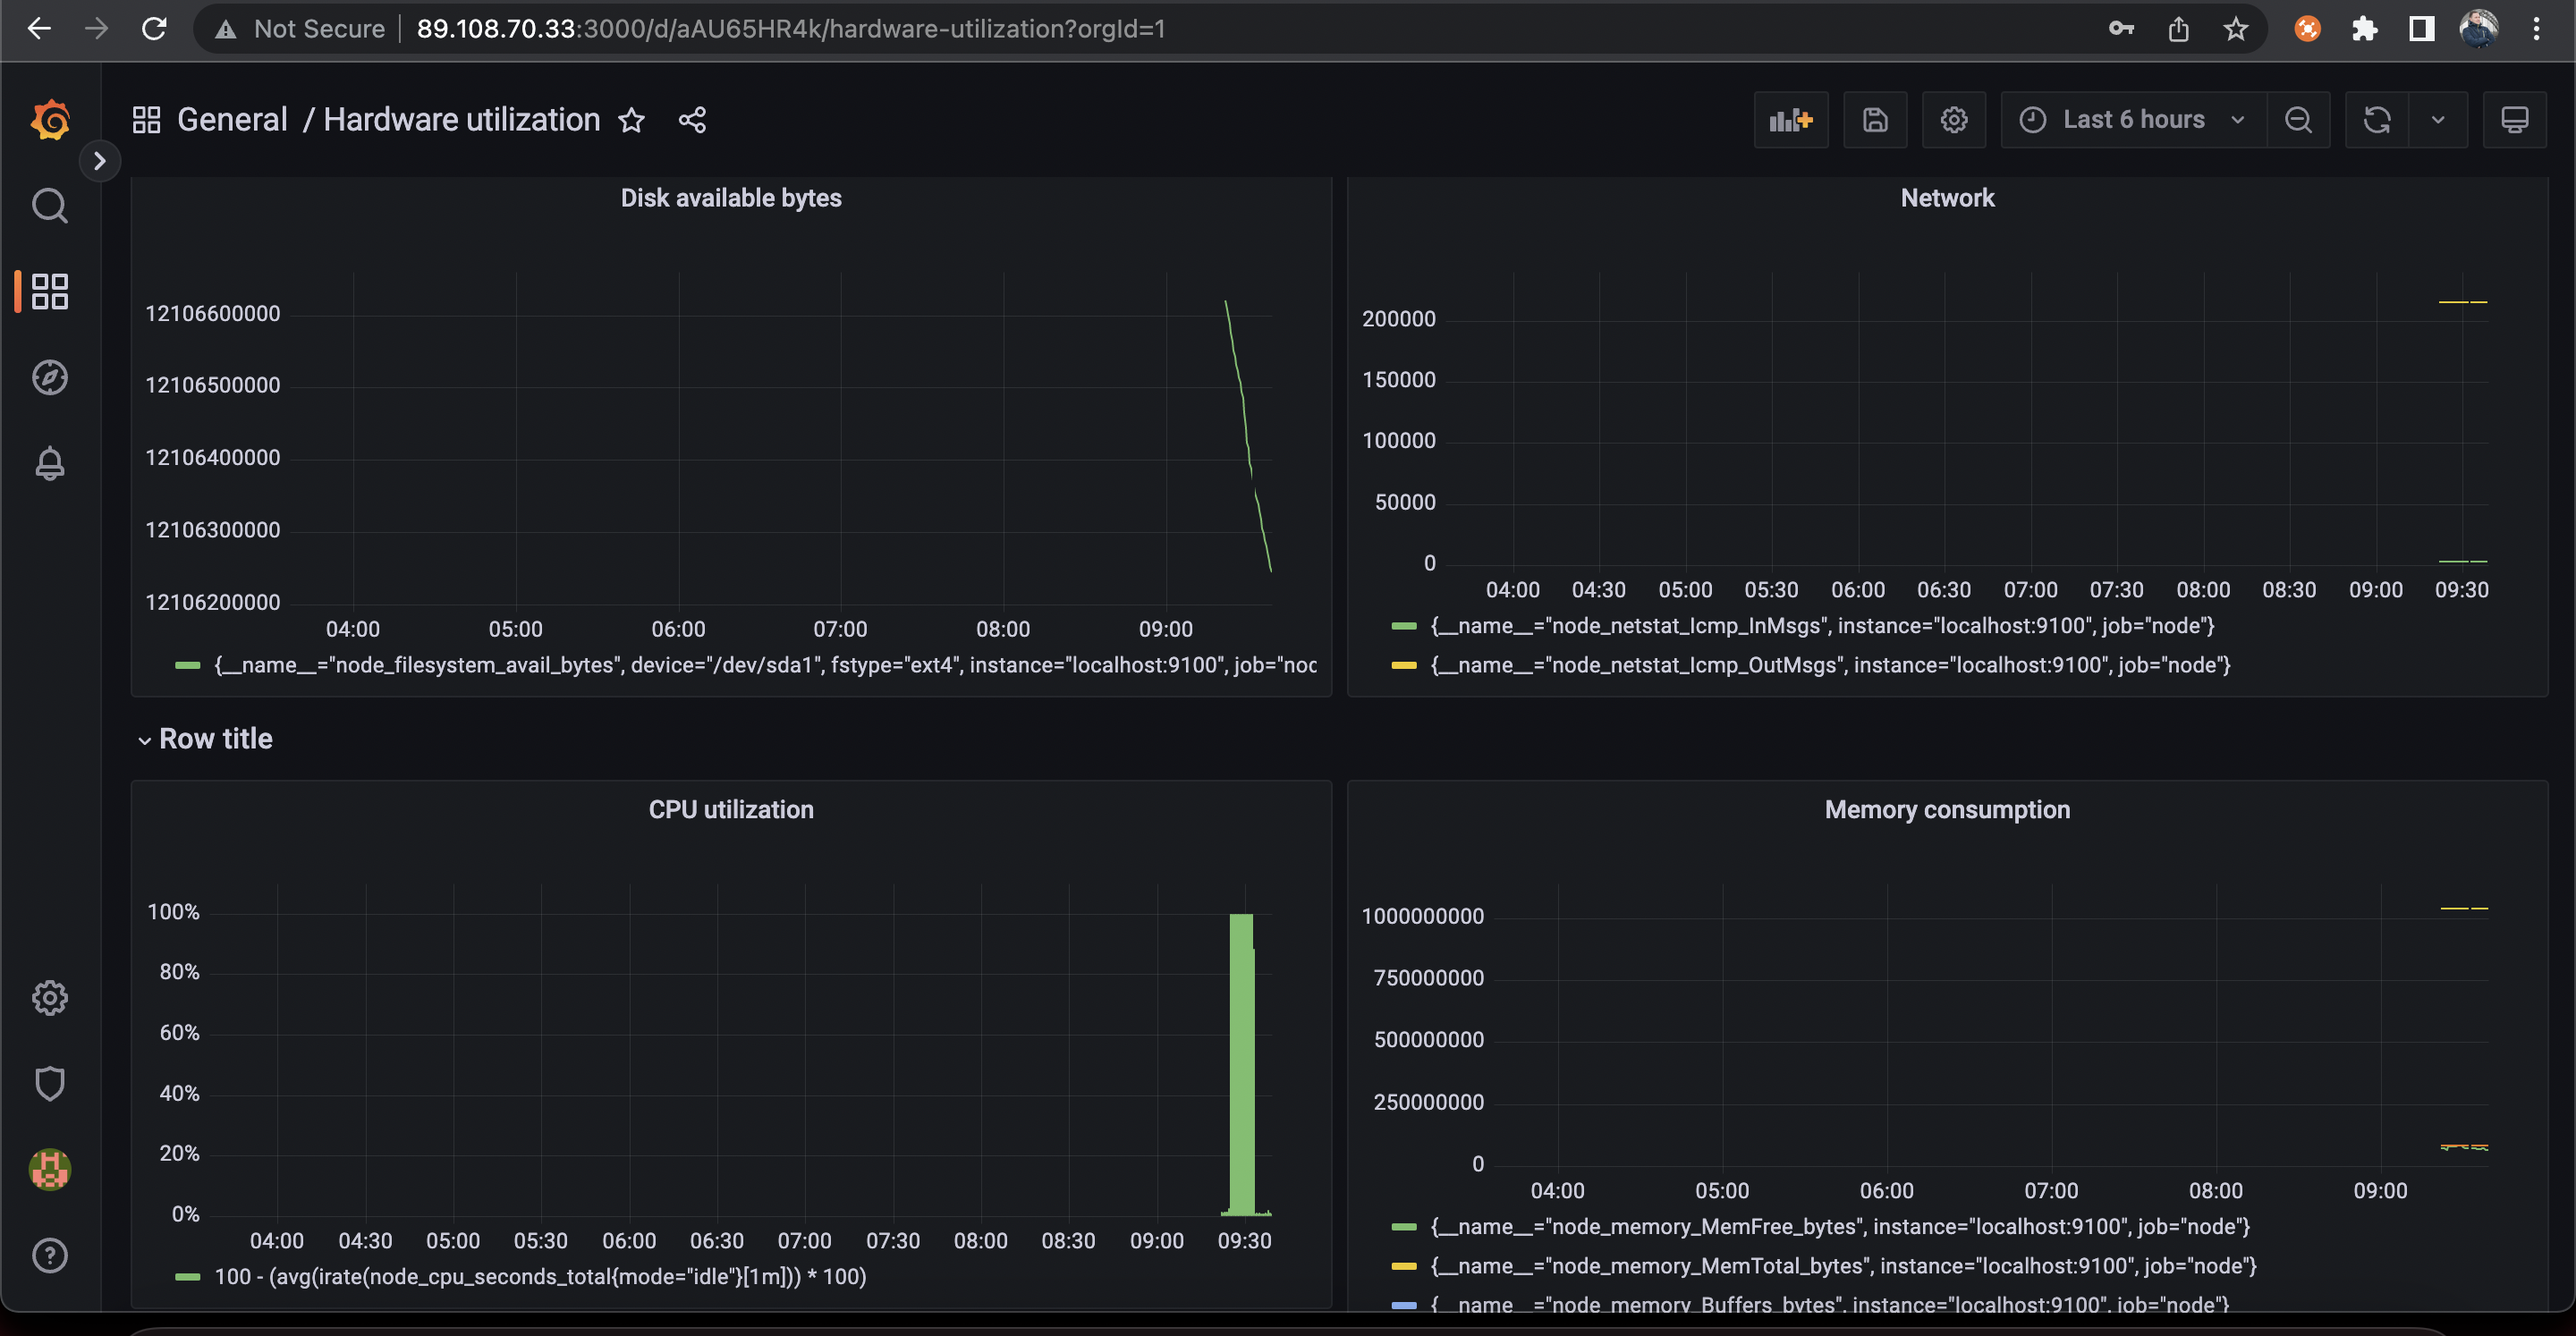 Not Secure 89.108.70.33:3000/d/aAU65HR4k/hardware-utilization?orgId=1
General / Hardware utilization
Last 6 hours
Disk available bytes
12106600000
12106500000
12106400000
12106300000
12106200000
04:00 05:00 06:00 07:00 08:00 09:00
{__name__="node_filesystem_avail_bytes", device="/dev/sda1", fstype="ext4", instance="localhost:9100", job="noc
Network
200000
150000
100000
50000
0
04:00 04:30 05:00 05:30 06:00 06:30 07:00 07:30 08:00 08:30 09:00 09:30
{__name__="node_netstat_Icmp_InMsgs", instance="localhost:9100", job="node"}
{__name__="node_netstat_Icmp_OutMsgs", instance="localhost:9100", job="node"}
Row title
CPU utilization
100%
80%
60%
40%
20%
0%
04:00 04:30 05:00 05:30 06:00 06:30 07:00 07:30 08:00 08:30 09:00 09:30
100 - (avg(irate(node_cpu_seconds_total{mode="idle"}[1m])) * 100)
Memory consumption
1000000000
750000000
500000000
250000000
0
04:00 05:00 06:00 07:00 08:00 09:00
{__name__="node_memory_MemFree_bytes", instance="localhost:9100", job="node"}
{__name__="node_memory_MemTotal_bytes", instance="localhost:9100", job="node"}
{__name__="node_memory_Buffers_bytes", instance="localhost:9100", job="node"}